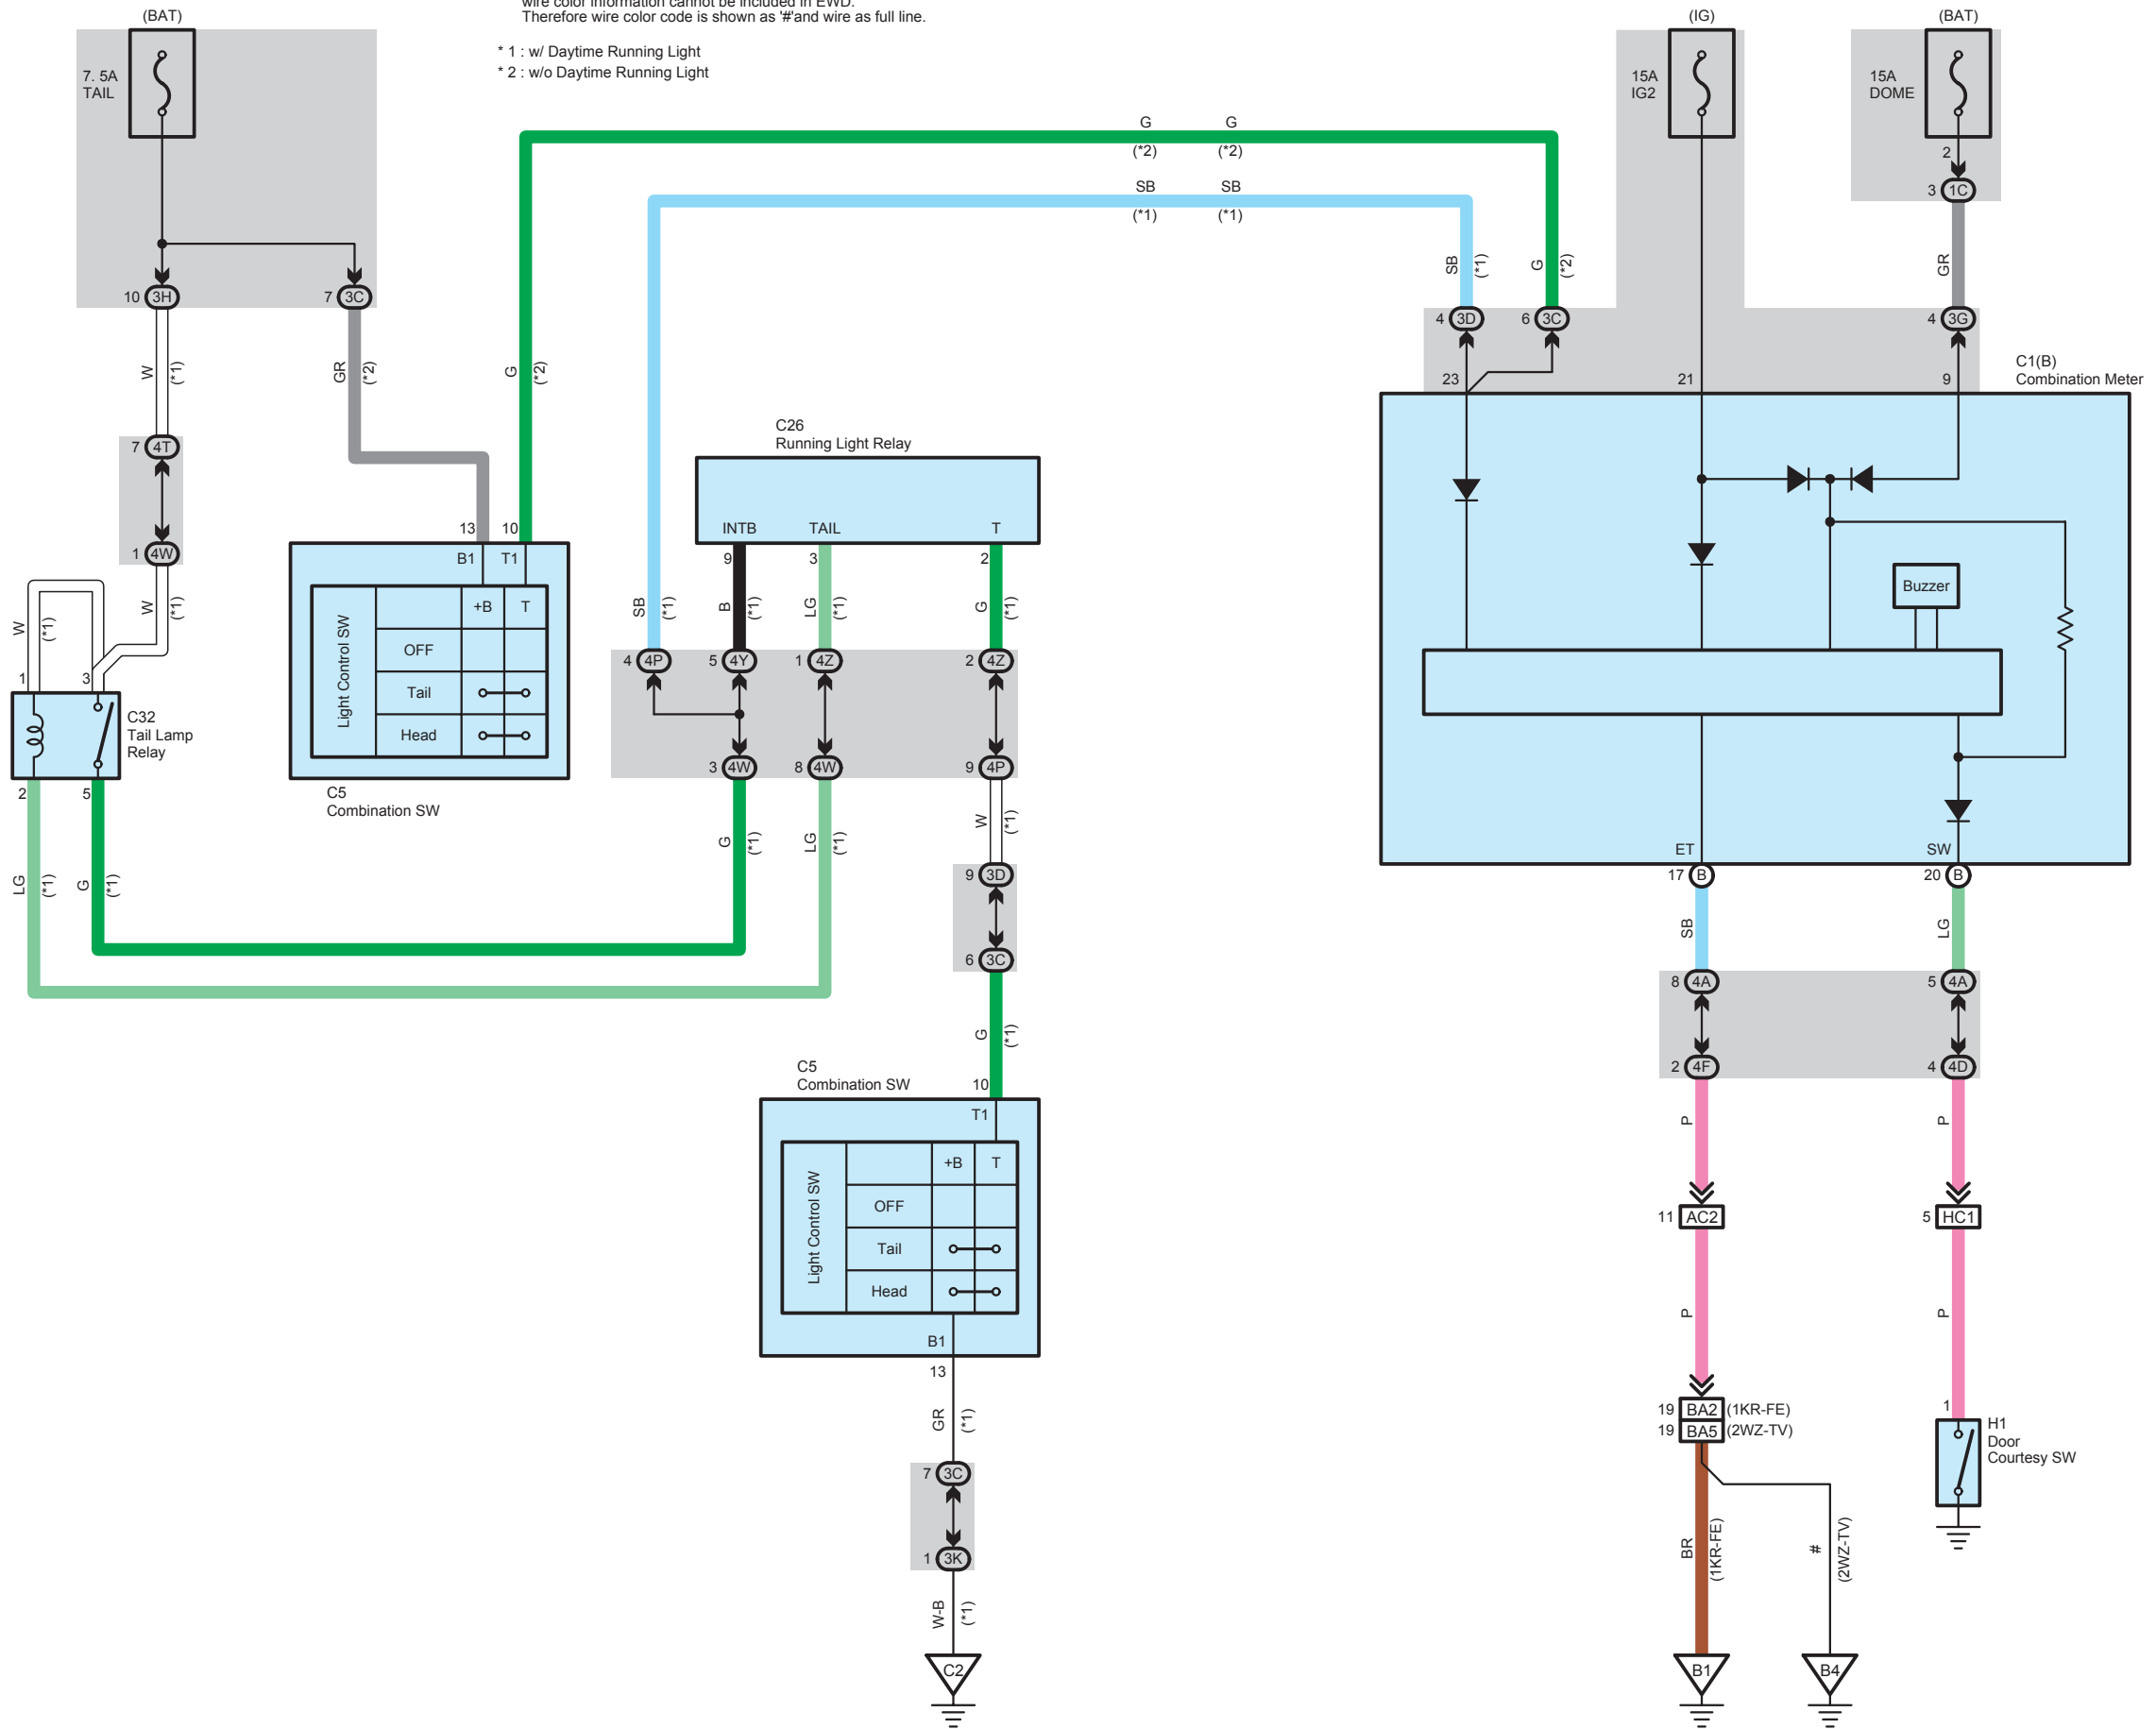 wire color information cannot be included in EWD.
Therefore wire color code is shown as '#'and wire as full line.
* 1 : w/ Daytime Running Light
* 2 : w/o Daytime Running Light
(BAT)
7. 5A
TAIL
(IG)
15A
IG2
(BAT)
15A
DOME
2
3 1C
G G
(*2) (*2)
SB SB
(*1) (*1)
10 3H
7 3C
SB (*1)
G (*2)
GR
4 3D
6 3C
4 3G
W (*1)
GR (*2)
G (*2)
23
21
9
C1(B)
Combination Meter
7 4T
1 4W
C26
Running Light Relay
INTB TAIL T
9 3 2
13 10
B1 T1
Light Control SW
+B T
OFF
Tail
Head
C5
Combination SW
W (*1)
W (*1)
1 3
C32
Tail Lamp
Relay
2 5
SB (*1)
B (*1)
LG (*1)
G (*1)
4 4P
5 4Y
1 4Z
2 4Z
3 4W
8 4W
9 4P
Buzzer
ET
SW
17 B
20 B
LG (*1)
G (*1)
G (*1)
LG (*1)
W (*1)
9 3D
6 3C
G (*1)
SB
LG
8 4A
5 4A
2 4F
4 4D
C5
Combination SW
10
T1
Light Control SW
+B T
OFF
Tail
Head
B1
13
P
P
11 AC2
5 HC1
P
P
GR (*1)
7 3C
1 3K
W-B (*1)
C2
19 BA2 (1KR-FE)
19 BA5 (2WZ-TV)
1
H1
Door
Courtesy SW
BR (1KR-FE)
# (2WZ-TV)
B1
B4